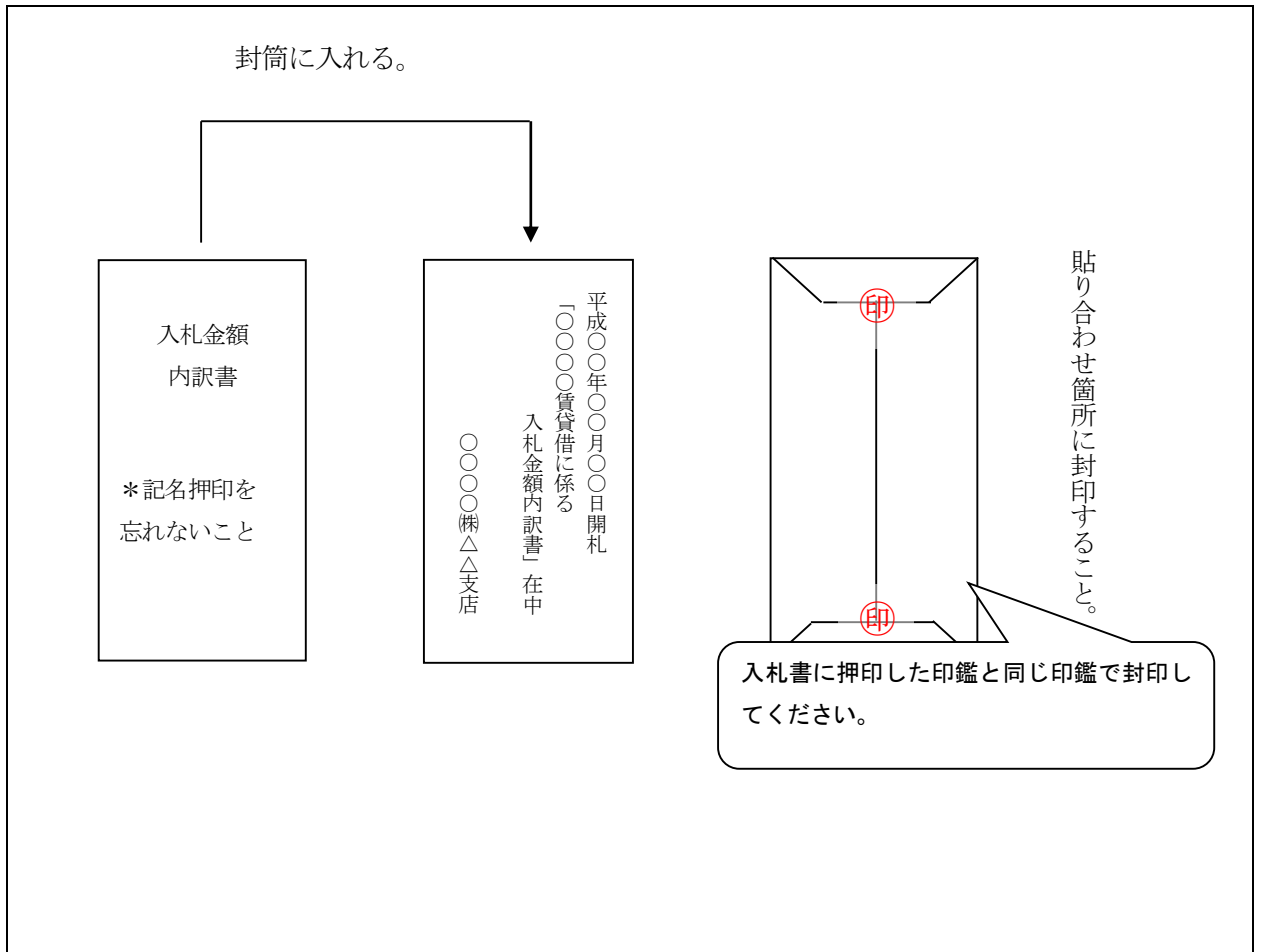 封筒に入れる。
入札金額
内訳書
＊記名押印を
忘れないこと
平成○○年○○月○○日開札
「○○○○賃貸借に係る
入札金額内訳書」在中
○○○○㈱△△支店
印
印
貼り合わせ箇所に封印すること。
入札書に押印した印鑑と同じ印鑑で封印し
てください。